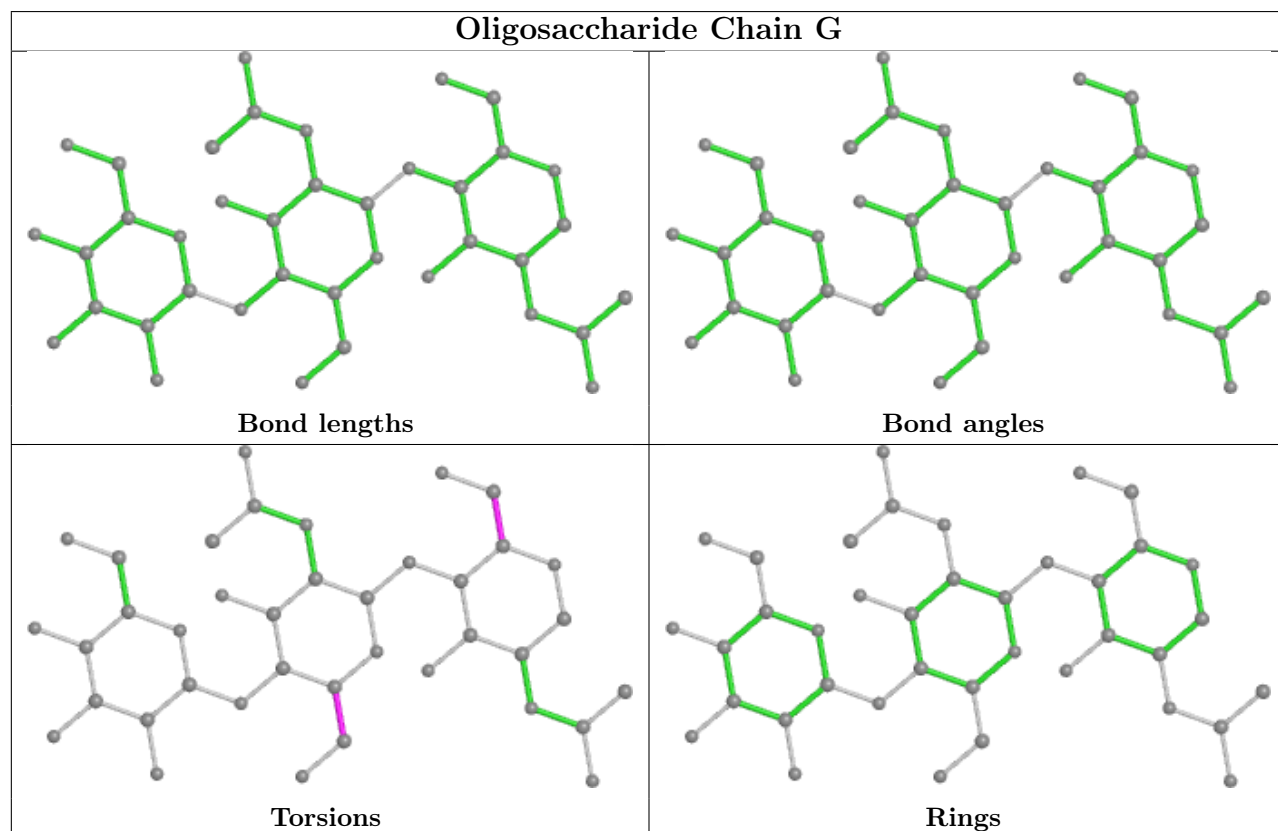 Oligosaccharide Chain G
Bond lengths
Bond angles
Torsions
Rings